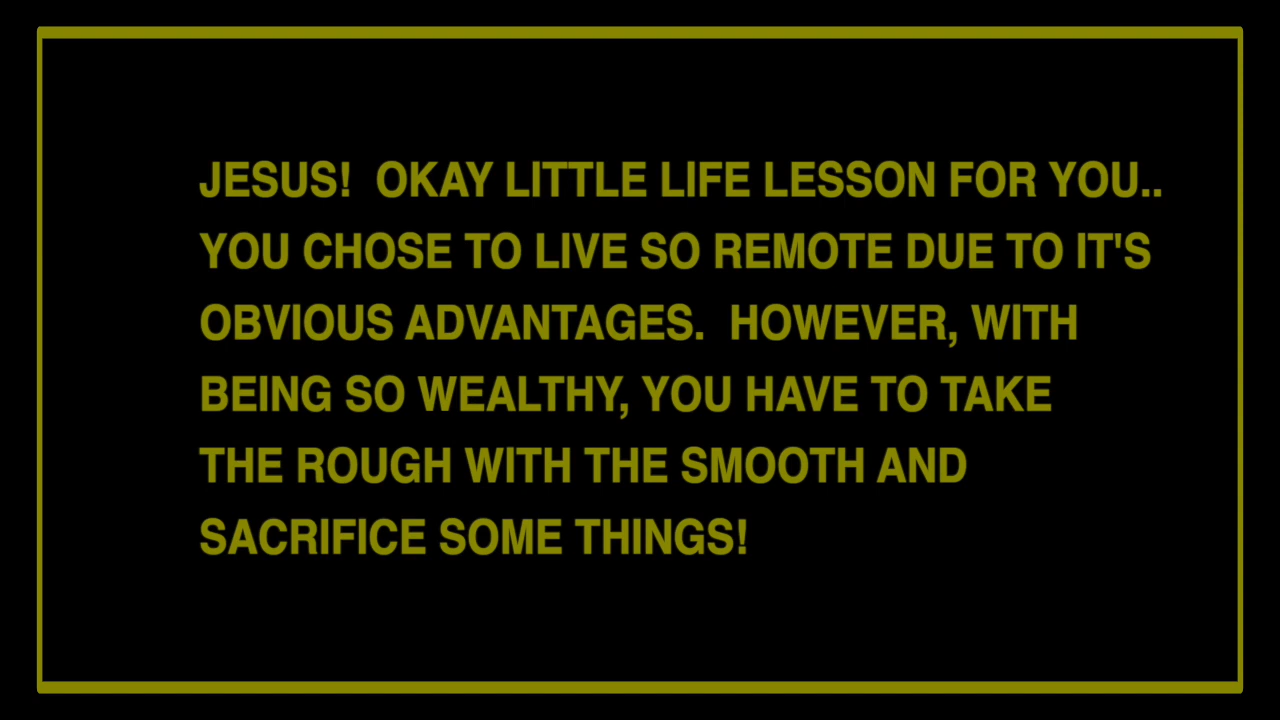 JESUS!  OKAY LITTLE LIFE LESSON FOR YOU..
YOU CHOSE TO LIVE SO REMOTE DUE TO IT'S
OBVIOUS ADVANTAGES.  HOWEVER, WITH
BEING SO WEALTHY, YOU HAVE TO TAKE
THE ROUGH WITH THE SMOOTH AND
SACRIFICE SOME THINGS!